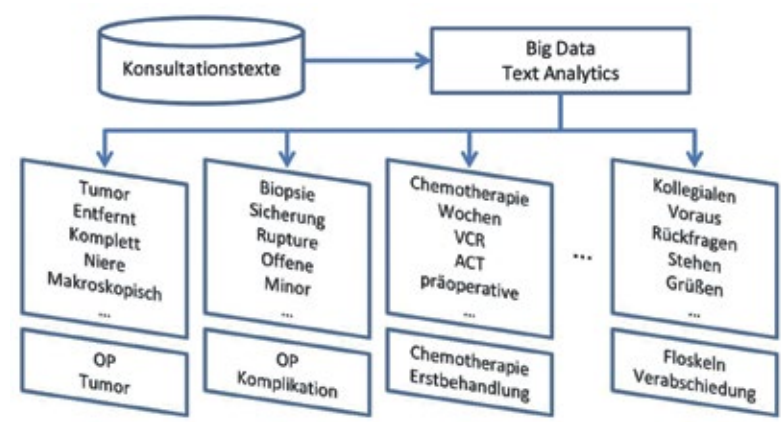 Konsultationstexte
Big Data
Text Analytics
Tumor
Entfernt
Komplett
Niere
Makroskopisch
...
Biopsie
Sicherung
Rupture
Offene
Minor
...
Chemotherapie
Wochen
VCR
ACT
präoperative
...
...
Kollegialen
Voraus
Rückfragen
Stehen
Grüßen
...
OP
Tumor
OP
Komplikation
Chemotherapie
Erstbehandlung
Floskeln
Verabschiedung